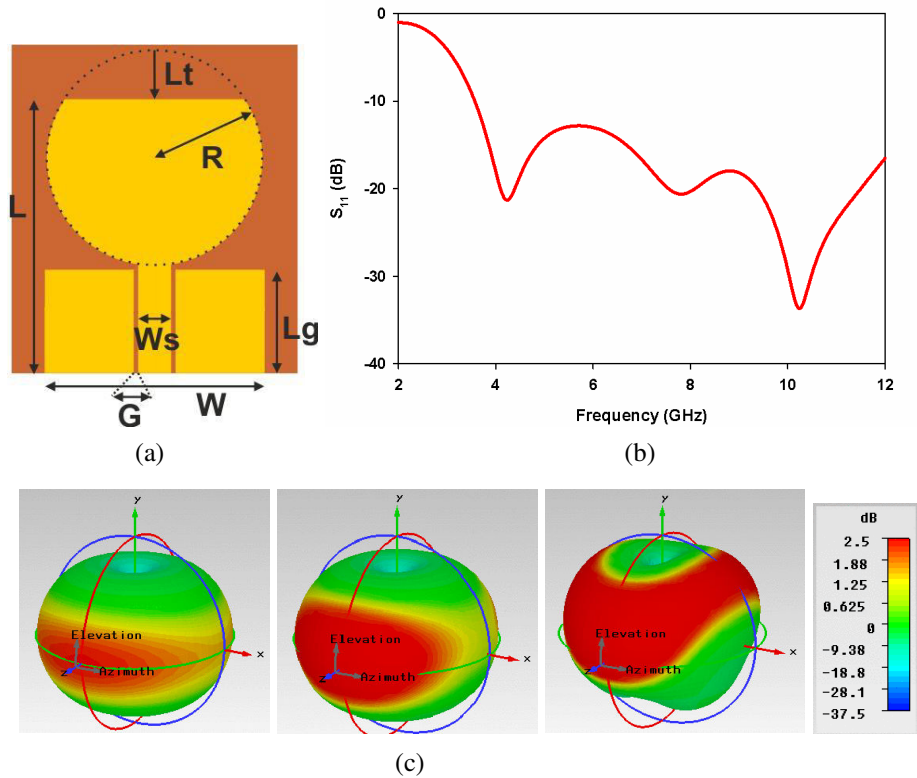 Lt
R
L
Ws
Lg
G
W
(a)
0
-10
-20
-30
-40
S11 (dB)
2
4
6
8
10
12
Frequency (GHz)
(b)
y
Elevation
Azimuth
z
x
y
Elevation
Azimuth
z
x
y
Elevation
Azimuth
z
x
dB
2.5
1.88
1.25
0.625
0
-9.38
-18.8
-28.1
-37.5
(c)